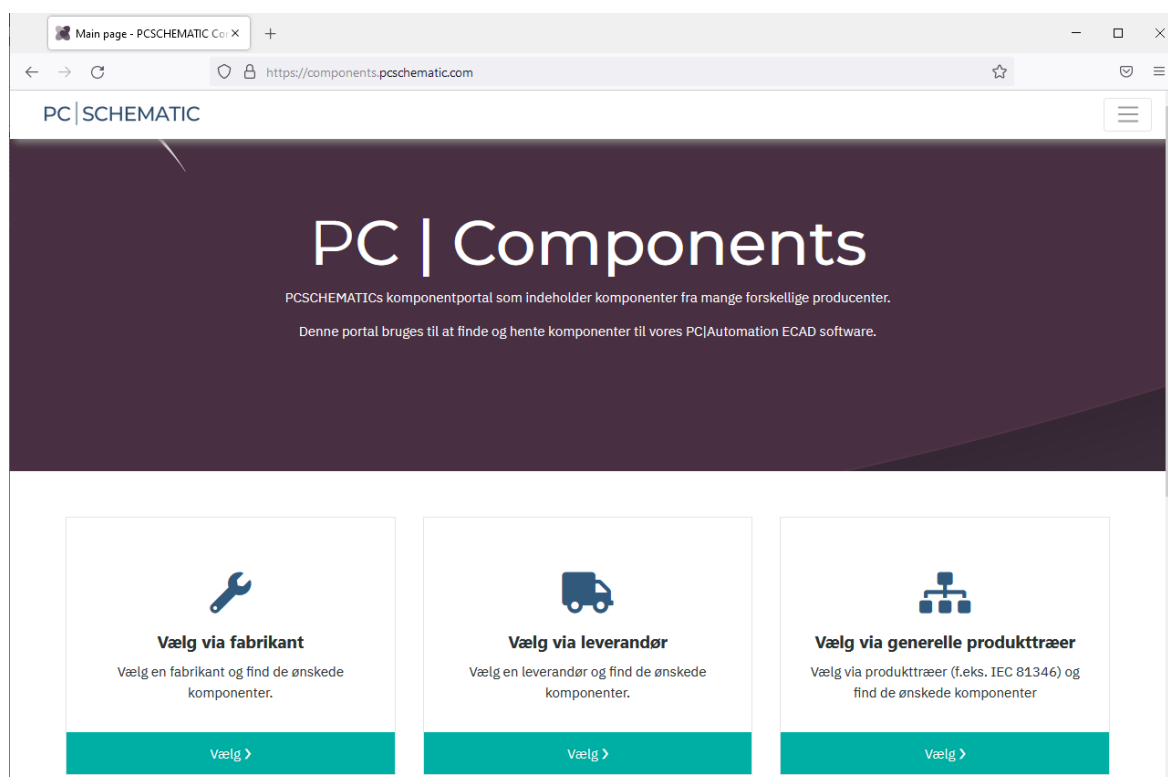 Main page - PCSCHEMATIC Co
https://components.pcschematic.com
PC|SCHEMATIC
PC | Components
PCSCHEMATICs komponentportal som indeholder komponenter fra mange forskellige producenter.
Denne portal bruges til at finde og hente komponenter til vores PC|Automation ECAD software.
Vælg via fabrikant
Vælg en fabrikant og find de ønskede
komponenter.
Vælg
Vælg via leverandør
Vælg en leverandør og find de ønskede
komponenter.
Vælg
Vælg via generelle produkttræer
Vælg via produkttræer (f.eks. IEC 81346) og
find de ønskede komponenter
Vælg